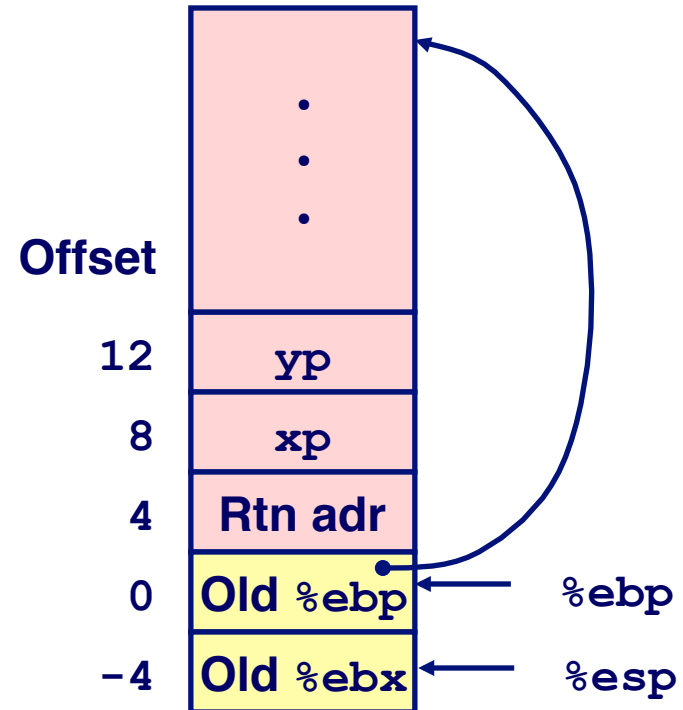 Offset
12 yp
8 xp
4 Rtn adr
0 Old %ebp %ebp
-4 Old %ebx %esp